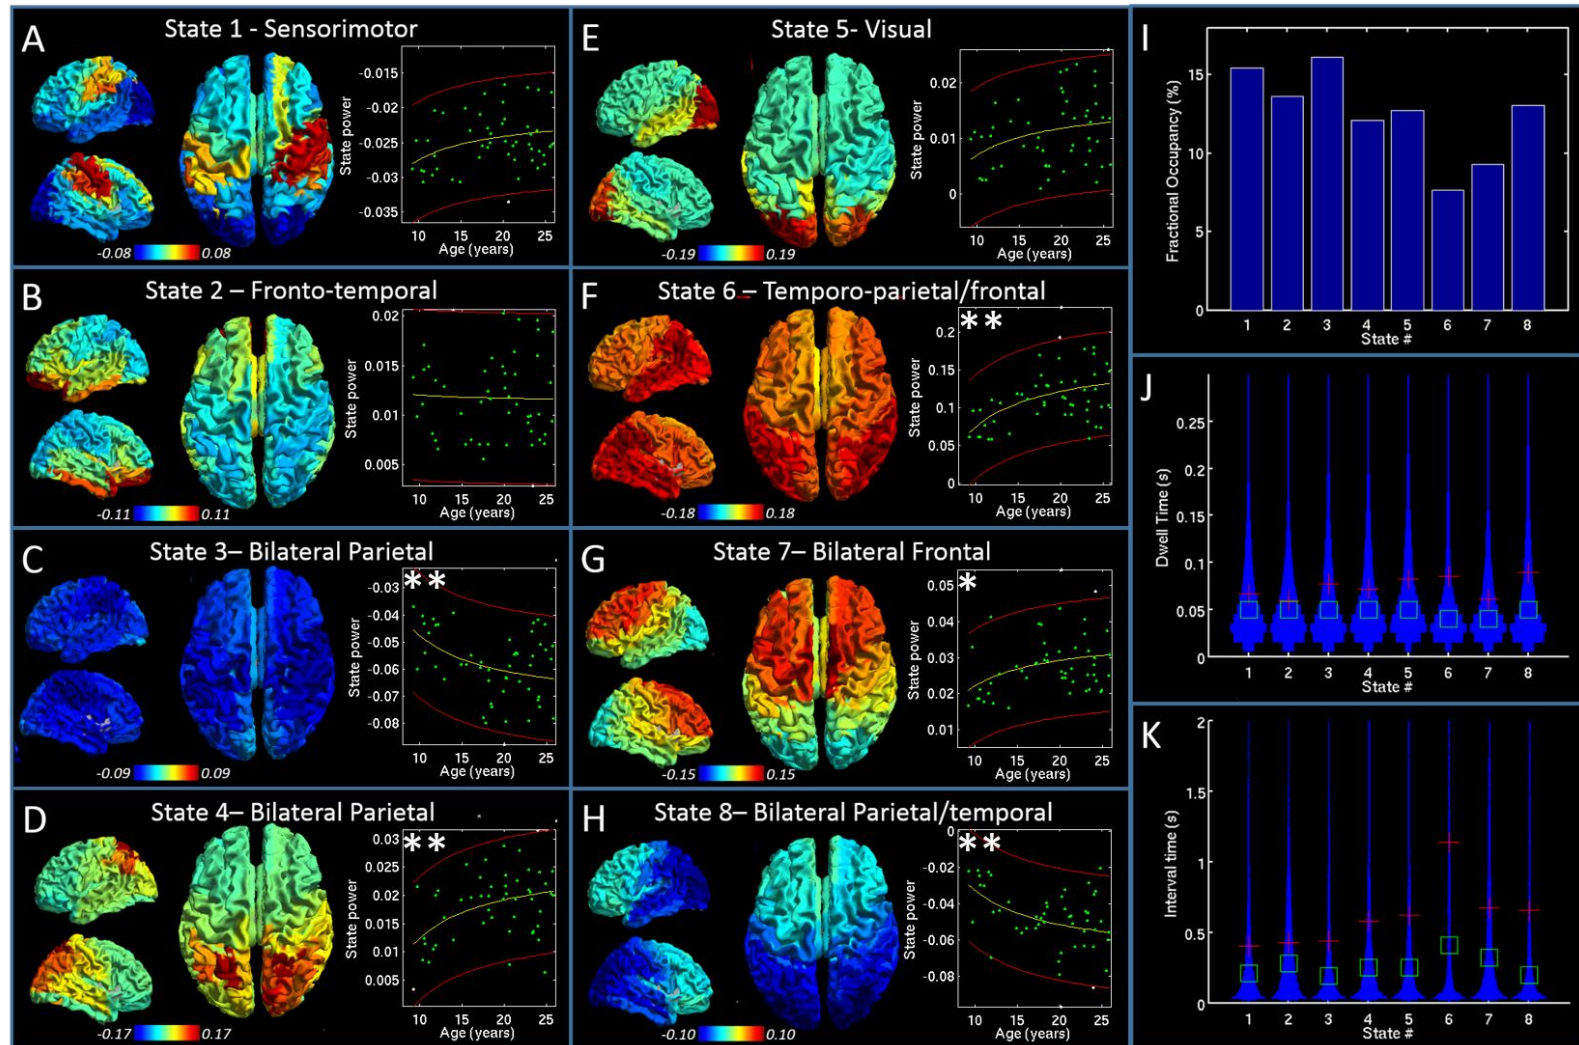 A
State 1 - Sensorimotor
State power
-0.015
-0.02
-0.025
-0.03
-0.035
10 15 20 25
Age (years)
-0.08 0.08
B
State 2 – Fronto-temporal
State power
0.02
0.015
0.01
0.005
10 15 20 25
Age (years)
-0.11 0.11
C
State 3– Bilateral Parietal
**
State power
-0.03
-0.04
-0.05
-0.06
-0.07
-0.08
10 15 20 25
Age (years)
-0.09 0.09
D
State 4– Bilateral Parietal
**
State power
0.03
0.025
0.02
0.015
0.01
0.005
10 15 20 25
Age (years)
-0.17 0.17
E
State 5- Visual
State power
0.02
0.01
0
10 15 20 25
Age (years)
-0.19 0.19
F
State 6 – Temporo-parietal/frontal
**
State power
0.2
0.15
0.1
0.05
0
10 15 20 25
Age (years)
-0.18 0.18
G
State 7– Bilateral Frontal
*
State power
0.05
0.04
0.03
0.02
0.01
10 15 20 25
Age (years)
-0.15 0.15
H
State 8– Bilateral Parietal/temporal
**
State power
0
-0.02
-0.04
-0.06
-0.08
10 15 20 25
Age (years)
-0.10 0.10
I
Fractional Occupancy (%)
15
10
5
0
1 2 3 4 5 6 7 8
State #
J
Dwell Time (s)
0.25
0.2
0.15
0.1
0.05
0
1 2 3 4 5 6 7 8
State #
K
Interval time (s)
2
1.5
1
0.5
0
1 2 3 4 5 6 7 8
State #